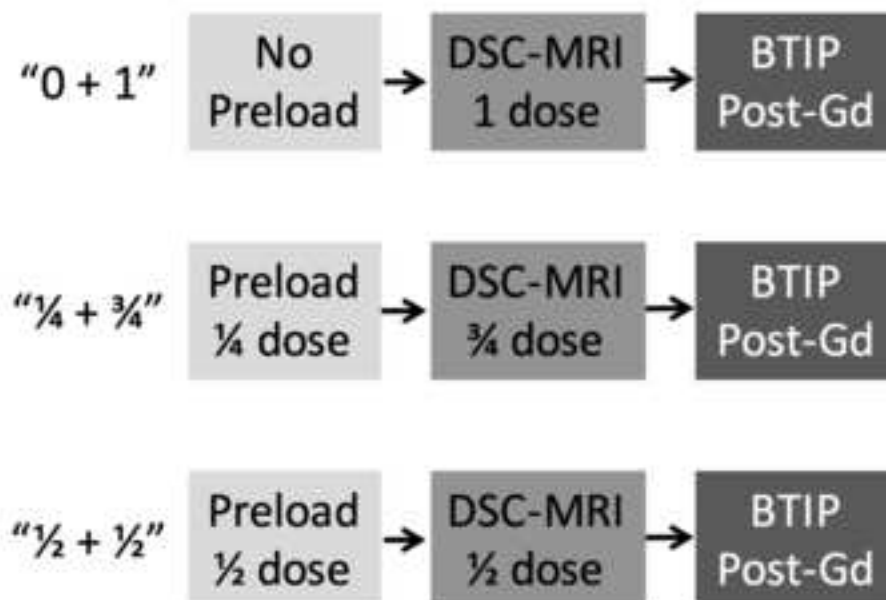 "0 + 1"
No
Preload
DSC-MRI
1 dose
BTIP
Post-Gd
"¼ + ¾"
Preload
¼ dose
DSC-MRI
¾ dose
BTIP
Post-Gd
"½ + ½"
Preload
½ dose
DSC-MRI
½ dose
BTIP
Post-Gd